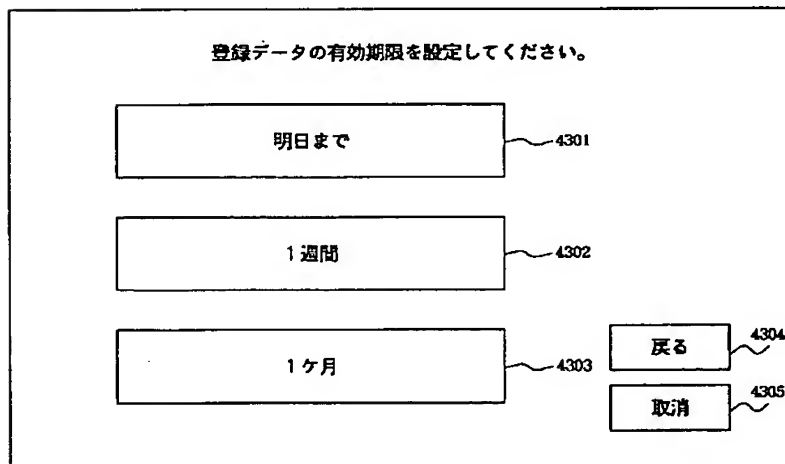 登録データの有効期限を設定してください。
明日まで
4301
1週間
4302
1ケ月
4303
戻る
4304
取消
4305